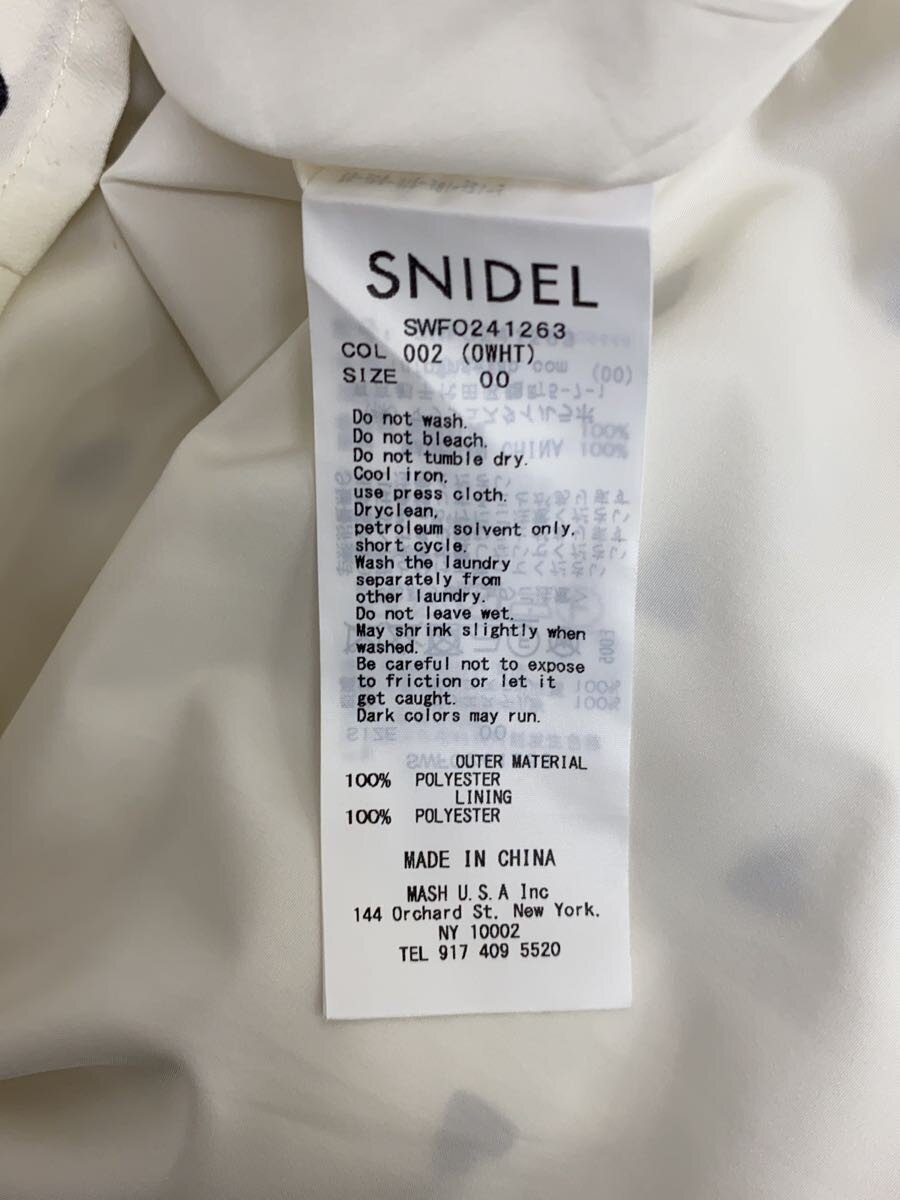 SNIDEL
SWFO241263
COL 002 (OWHT)
SIZE 00
Do not wash.
Do not bleach.
Do not tumble dry.
Cool iron,
use press cloth.
Dryclean,
petroleum solvent only.
short cycle.
Wash the laundry
separately from
other laundry.
Do not leave wet.
May shrink slightly when
washed.
Be careful not to expose
to friction or let it
get caught.
Dark colors may run.
OUTER MATERIAL
100% POLYESTER
LINING
100% POLYESTER
MADE IN CHINA
MASH U.S.A Inc
144 Orchard St. New York.
NY 10002
TEL 917 409 5520